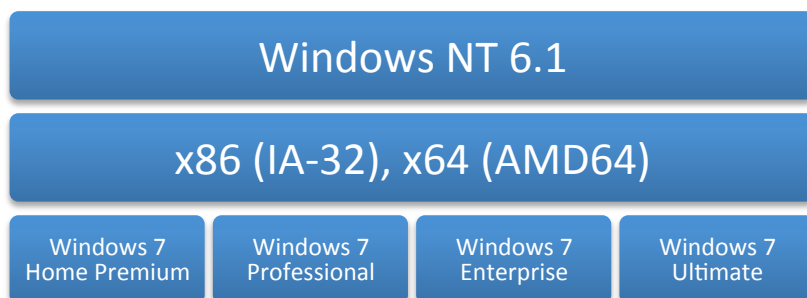 Windows NT 6.1
x86 (IA-32), x64 (AMD64)
Windows 7
Home Premium
Windows 7
Professional
Windows 7
Enterprise
Windows 7
Ultimate